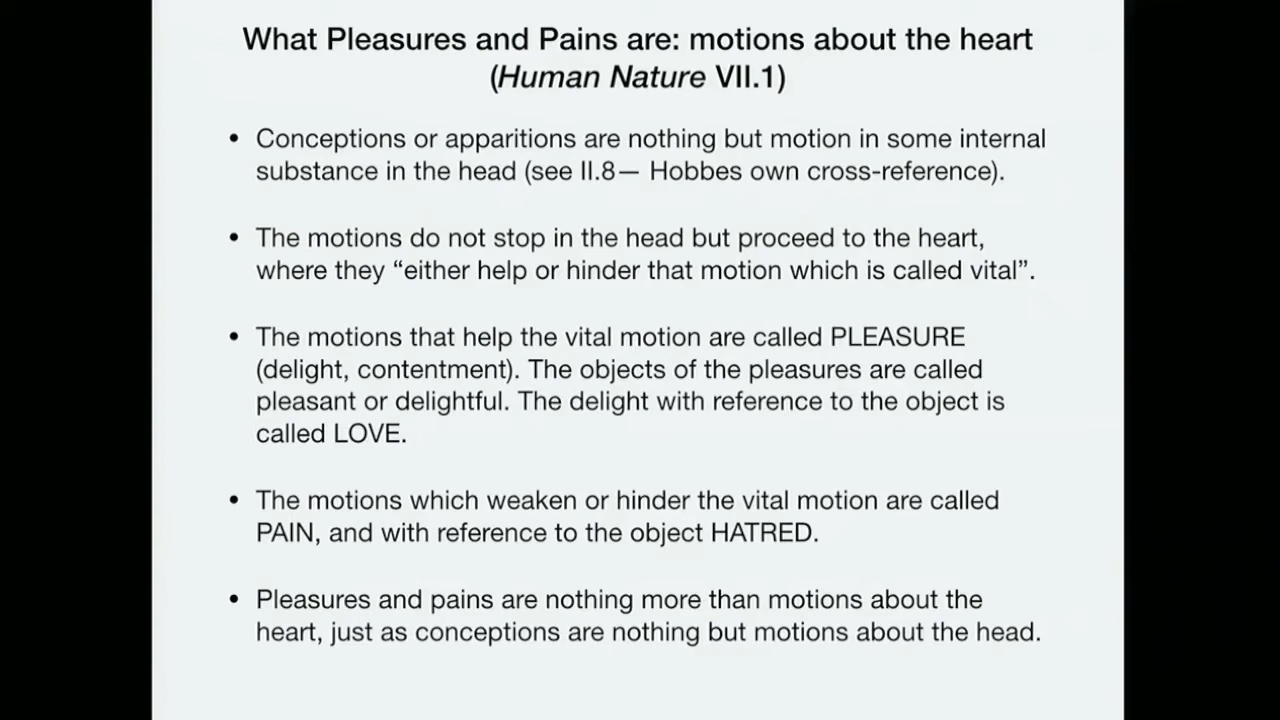 What Pleasures and Pains are: motions about the heart
(Human Nature VII.1)
• Conceptions or apparitions are nothing but motion in some internal
substance in the head (see II.8— Hobbes own cross-reference).
• The motions do not stop in the head but proceed to the heart,
where they “either help or hinder that motion which is called vital”.
• The motions that help the vital motion are called PLEASURE
(delight, contentment). The objects of the pleasures are called
pleasant or delightful. The delight with reference to the object is
called LOVE.
• The motions which weaken or hinder the vital motion are called
PAIN, and with reference to the object HATRED.
• Pleasures and pains are nothing more than motions about the
heart, just as conceptions are nothing but motions about the head.